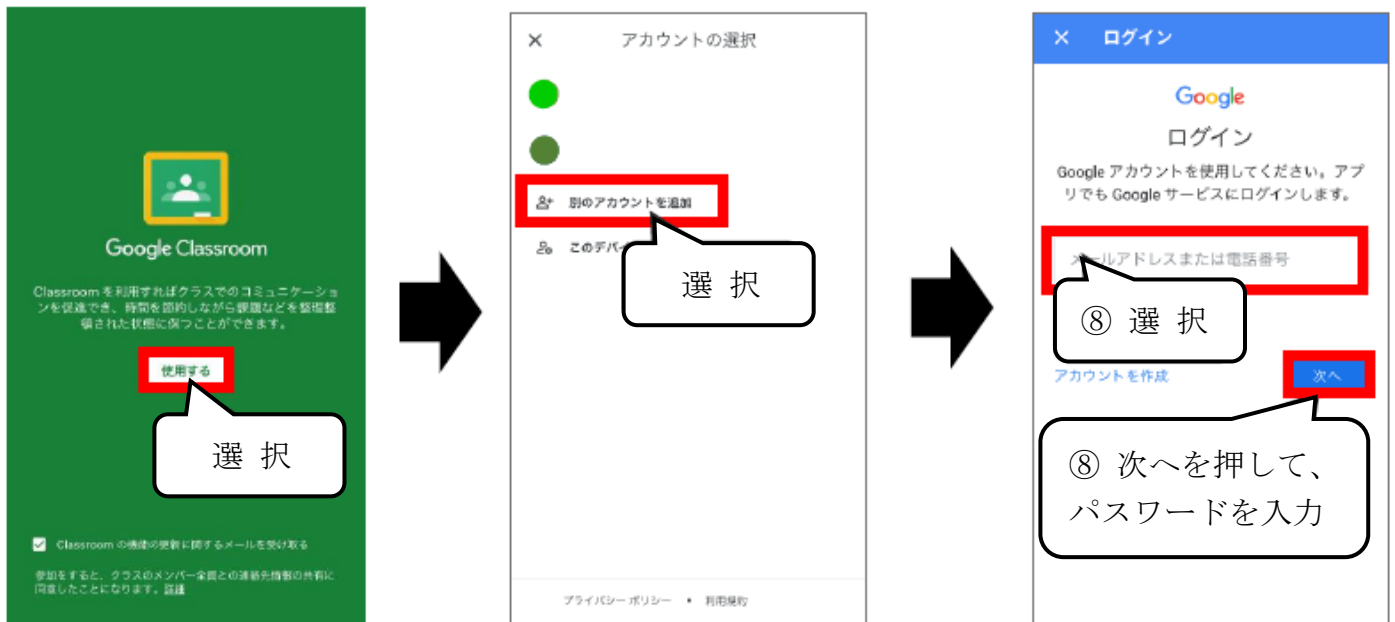 Google Classroom
Classroom を利用すればクラスでのコミュニケーショ
ンを促進でき、時間を節約しながら課題などを整理整
頓された状態に保つことができます。
使用する
選 択
Classroom の機能の更新に関するメールを受け取る
参加をすると、クラスのメンバー全員との連絡先情報の共有に
同意したことになります。詳細
× アカウントの選択
別のアカウントを追加
このデバイ
選 択
プライバシー ポリシー • 利用規約
× ログイン
Google
ログイン
Google アカウントを使用してください。アプ
リでも Google サービスにログインします。
メールアドレスまたは電話番号
⑧ 選 択
アカウントを作成
次へ
⑧ 次へを押して、
パスワードを入力